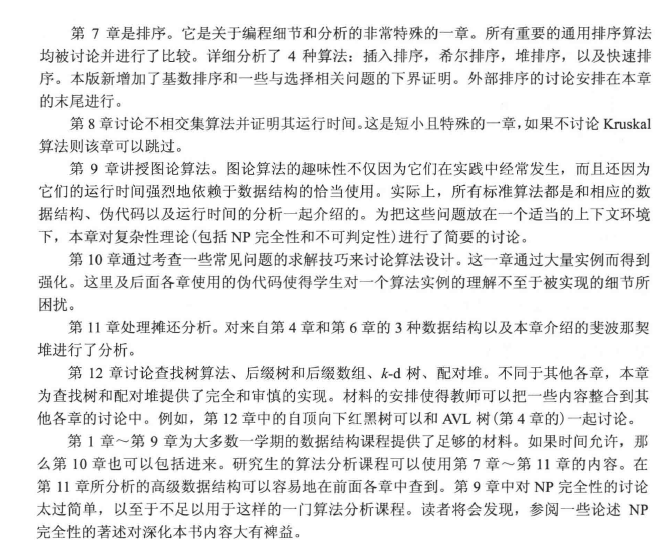 第 7 章是排序。它是关于编程细节和分析的非常特殊的一章。所有重要的通用排序算法
均被讨论并进行了比较。详细分析了 4 种算法：插入排序，希尔排序，堆排序，以及快速排
序。本版新增加了基数排序和一些与选择相关问题的下界证明。外部排序的讨论安排在本章
的末尾进行。
第 8 章讨论不相交集算法并证明其运行时间。这是短小且特殊的一章，如果不讨论 Kruskal
算法则该章可以跳过。
第 9 章讲授图论算法。图论算法的趣味性不仅因为它们在实践中经常发生，而且还因为
它们的运行时间强烈地依赖于数据结构的恰当使用。实际上，所有标准算法都是和相应的数
据结构、伪代码以及运行时间的分析一起介绍的。为把这些问题放在一个适当的上下文环境
下，本章对复杂性理论(包括 NP 完全性和不可判定性)进行了简要的讨论。
第 10 章通过考查一些常见问题的求解技巧来讨论算法设计。这一章通过大量实例而得到
强化。这里及后面各章使用的伪代码使得学生对一个算法实例的理解不至于被实现的细节所
困扰。
第 11 章处理摊还分析。对来自第 4 章和第 6 章的 3 种数据结构以及本章介绍的斐波那契
堆进行了分析。
第 12 章讨论查找树算法、后缀树和后缀数组、k-d 树、配对堆。不同于其他各章，本章
为查找树和配对堆提供了完全和审慎的实现。材料的安排使得教师可以把一些内容整合到其
他各章的讨论中。例如，第 12 章中的自顶向下红黑树可以和 AVL 树(第 4 章的)一起讨论。
第 1 章～第 9 章为大多数一学期的数据结构课程提供了足够的材料。如果时间允许，那
么第 10 章也可以包括进来。研究生的算法分析课程可以使用第 7 章～第 11 章的内容。在
第 11 章所分析的高级数据结构可以容易地在前面各章中查到。第 9 章中对 NP 完全性的讨论
太过简单，以至于不足以用于这样的一门算法分析课程。读者将会发现，参阅一些论述 NP
完全性的著述对深化本书内容大有裨益。